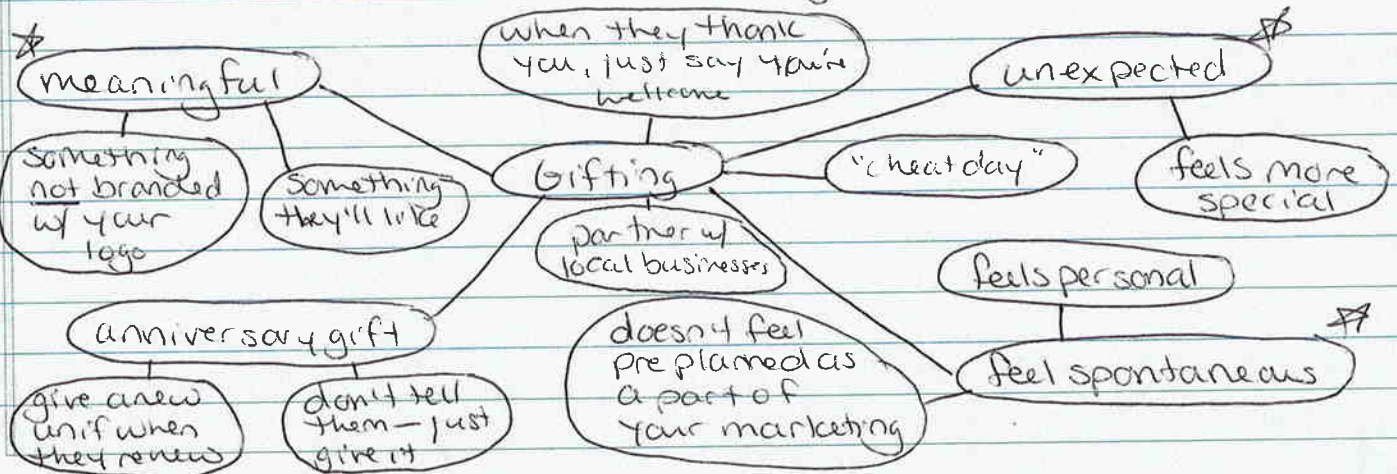 when they thank
you, just say you're
welcome
meaningful
unexpected
something
not branded
w/ your
logo
something
they'll like
Gifting
"cheat day"
feels more
special
partner w/
local businesses
feels personal
anniversary gift
doesn't feel
preplanned as
a part of
your marketing
feel spontaneous
give a new
unif when
they renew
don't tell
them – just
give it